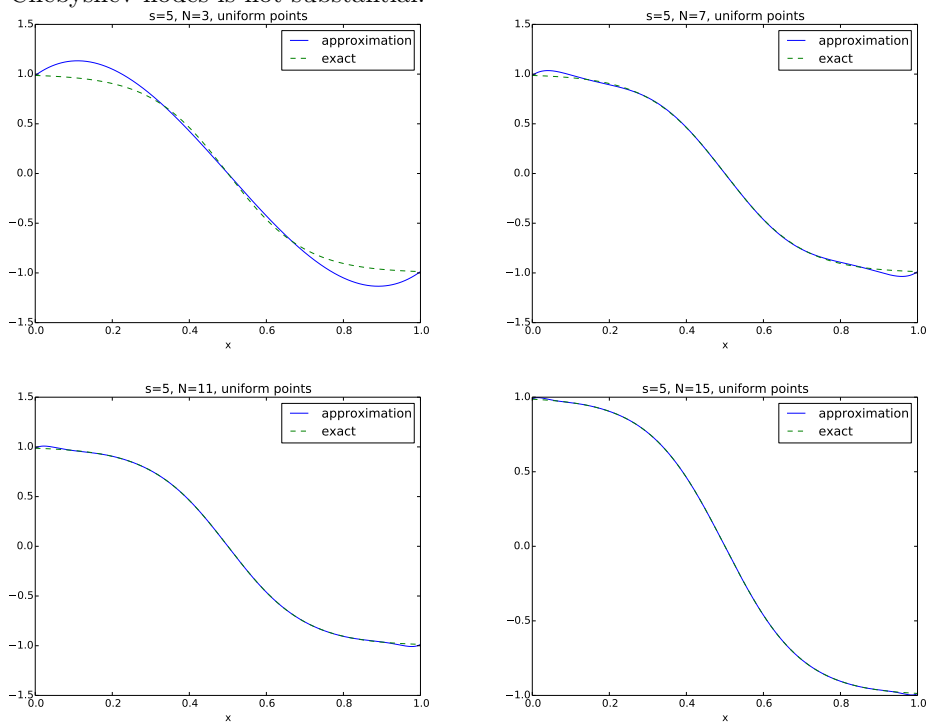 Chebyshev nodes is not substantial.
s=5, N=3, uniform points
1.5
1.0
0.5
0.0
−0.5
−1.0
−1.5
0.0 0.2 0.4 0.6 0.8 1.0
x
approximation
exact
s=5, N=7, uniform points
1.5
1.0
0.5
0.0
−0.5
−1.0
−1.5
0.0 0.2 0.4 0.6 0.8 1.0
x
approximation
exact
s=5, N=11, uniform points
1.5
1.0
0.5
0.0
−0.5
−1.0
−1.5
0.0 0.2 0.4 0.6 0.8 1.0
x
approximation
exact
s=5, N=15, uniform points
1.0
0.5
0.0
−0.5
−1.0
0.0 0.2 0.4 0.6 0.8 1.0
x
approximation
exact